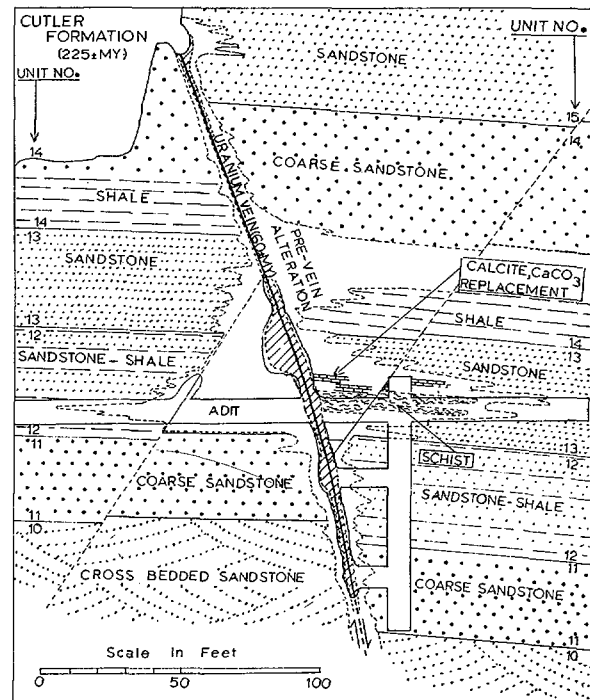 CUTLER
FORMATION
(225±MY)
UNIT NO.
UNIT NO.
SANDSTONE
15
14
14
COARSE SANDSTONE
URANIUM VEIN(60±MY)
PRE-VEIN
ALTERATION
SHALE
14
13
SANDSTONE
CALCITE, CaCO3
REPLACEMENT
SHALE
14
13
13
12
SANDSTONE-SHALE
SANDSTONE
ADIT
12
11
13
12
SCHIST
COARSE SANDSTONE
SANDSTONE-SHALE
11
10
12
11
CROSS BEDDED SANDSTONE
COARSE SANDSTONE
11
10
Scale In Feet
0 50 100